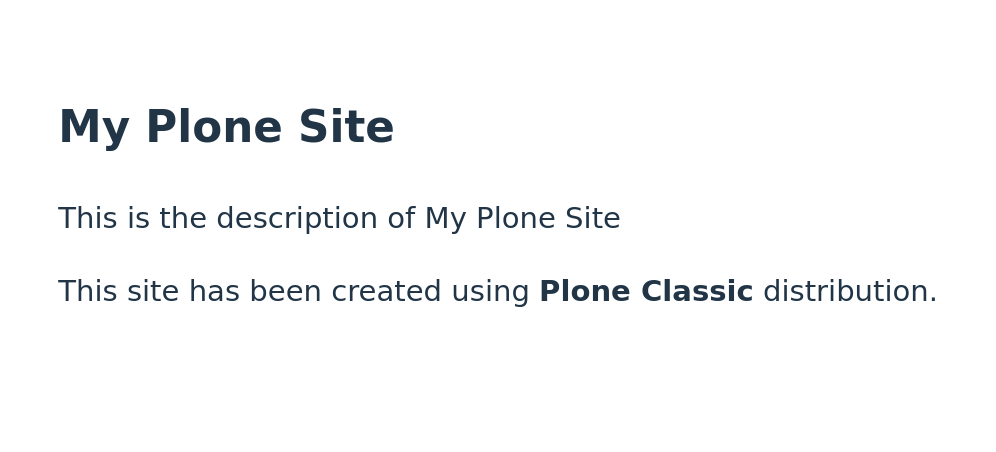 My Plone Site
This is the description of My Plone Site
This site has been created using Plone Classic distribution.